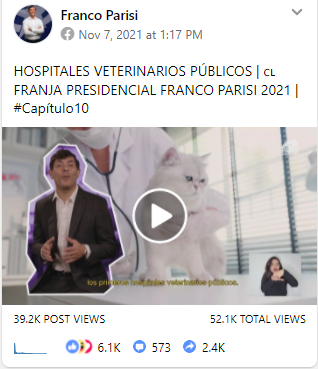 Franco Parisi
Nov 7, 2021 at 1:17 PM
HOSPITALES VETERINARIOS PÚBLICOS | CL
FRANJA PRESIDENCIAL FRANCO PARISI 2021 |
#Capítulo10
los primeros hospitales veterinarios públicos.
39.2K POST VIEWS 52.1K TOTAL VIEWS
6.1K 573 2.4K